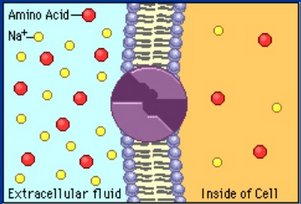 Amino Acid
Na+
Extracellular fluid
Inside of Cell